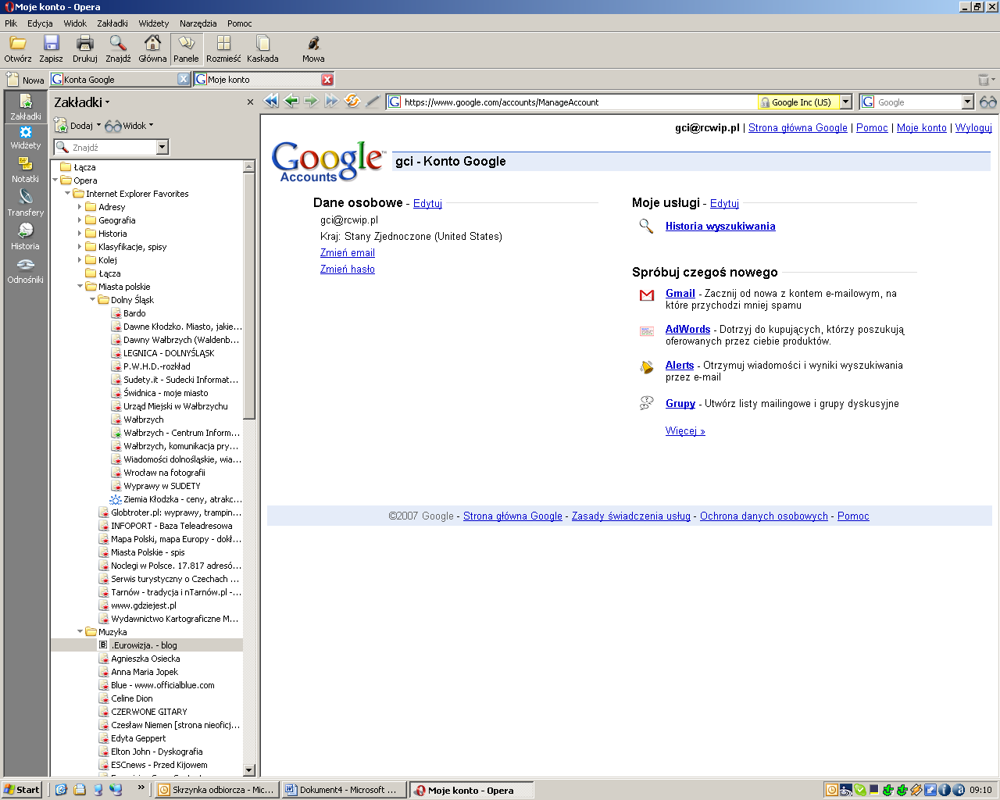 Moje konto - Opera
Plik Edycja Widok Zakładki Widżety Narzędzia Pomoc
Otwórz Zapisz Drukuj Znajdź Główna Panele Rozmieść Kaskada Mowa
Nowa Konta Google Moje konto
Zakładki
https://www.google.com/accounts/ManageAccount Google Inc (US) Google
Zakładki
Widżety
Notatki
Transfery
Historia
Odnośniki
Dodaj Widok
Znajdź
Łącza
Opera
Internet Explorer Favorites
Adresy
Geografia
Historia
Klasyfikacje, spisy
Kolej
Łącza
Miasta polskie
Dolny Śląsk
Bardo
Dawne Kłodzko. Miasto, jakie...
Dawny Wałbrzych (Waldenb...
LEGNICA - DOLNYŚLĄSK
P.W.H.D.-rozkład
Sudety.it - Sudecki Informat...
Świdnica - moje miasto
Urząd Miejski w Wałbrzychu
Wałbrzych
Wałbrzych - Centrum Inform...
Wałbrzych, komunikacja pry...
Wiadomości dolnośląskie, wia...
Wrocław na fotografii
Wyprawy w SUDETY
Ziemia Kłodzka - ceny, atrakc...
Globtroter.pl: wyprawy, trampin...
INFOPORT - Baza Teleadresowa
Mapa Polski, mapa Europy - dokł...
Miasta Polskie - spis
Noclegi w Polsce. 17.817 adresó...
Serwis turystyczny o Czechach ...
Tarnów - tradycja i nTarnów.pl -...
www.gdziejest.pl
Wydawnictwo Kartograficzne M...
Muzyka
.Eurowizja. - blog
Agnieszka Osiecka
Anna Maria Jopek
Blue - www.officialblue.com
Celine Dion
CZERWONE GITARY
Czesław Niemen [strona nieoficj...
Edyta Geppert
Elton John - Dyskografia
ESCnews - Przed Kijowem
gci@rcwip.pl | Strona główna Google | Pomoc | Moje konto | Wyloguj
Google™
Accounts
gci - Konto Google
Dane osobowe - Edytuj
gci@rcwip.pl
Kraj: Stany Zjednoczone (United States)
Zmień email
Zmień hasło
Moje usługi - Edytuj
Historia wyszukiwania
Spróbuj czegoś nowego
Gmail - Zacznij od nowa z kontem e-mailowym, na
które przychodzi mniej spamu
AdWords - Dotrzyj do kupujących, którzy poszukują
oferowanych przez ciebie produktów.
Alerts - Otrzymuj wiadomości i wyniki wyszukiwania
przez e-mail
Grupy - Utwórz listy mailingowe i grupy dyskusyjne
Więcej »
©2007 Google - Strona główna Google - Zasady świadczenia usług - Ochrona danych osobowych - Pomoc
Start Skrzynka odbiorcza - Mic... Dokument4 - Microsoft ... Moje konto - Opera 09:10